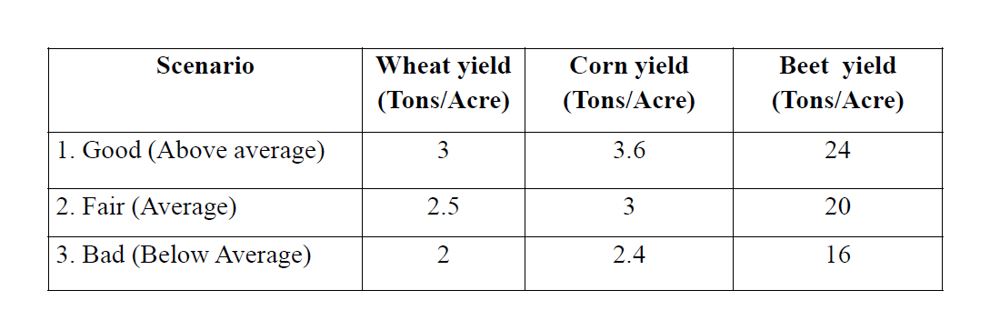 Scenario Wheat yield Corn yield Beet yield
(Tons/Acre) (Tons/Acre) (Tons/Acre)
1. Good (Above average) 3 3.6 24
2. Fair (Average) 2.5 3 20
3. Bad (Below Average) 2 2.4 16